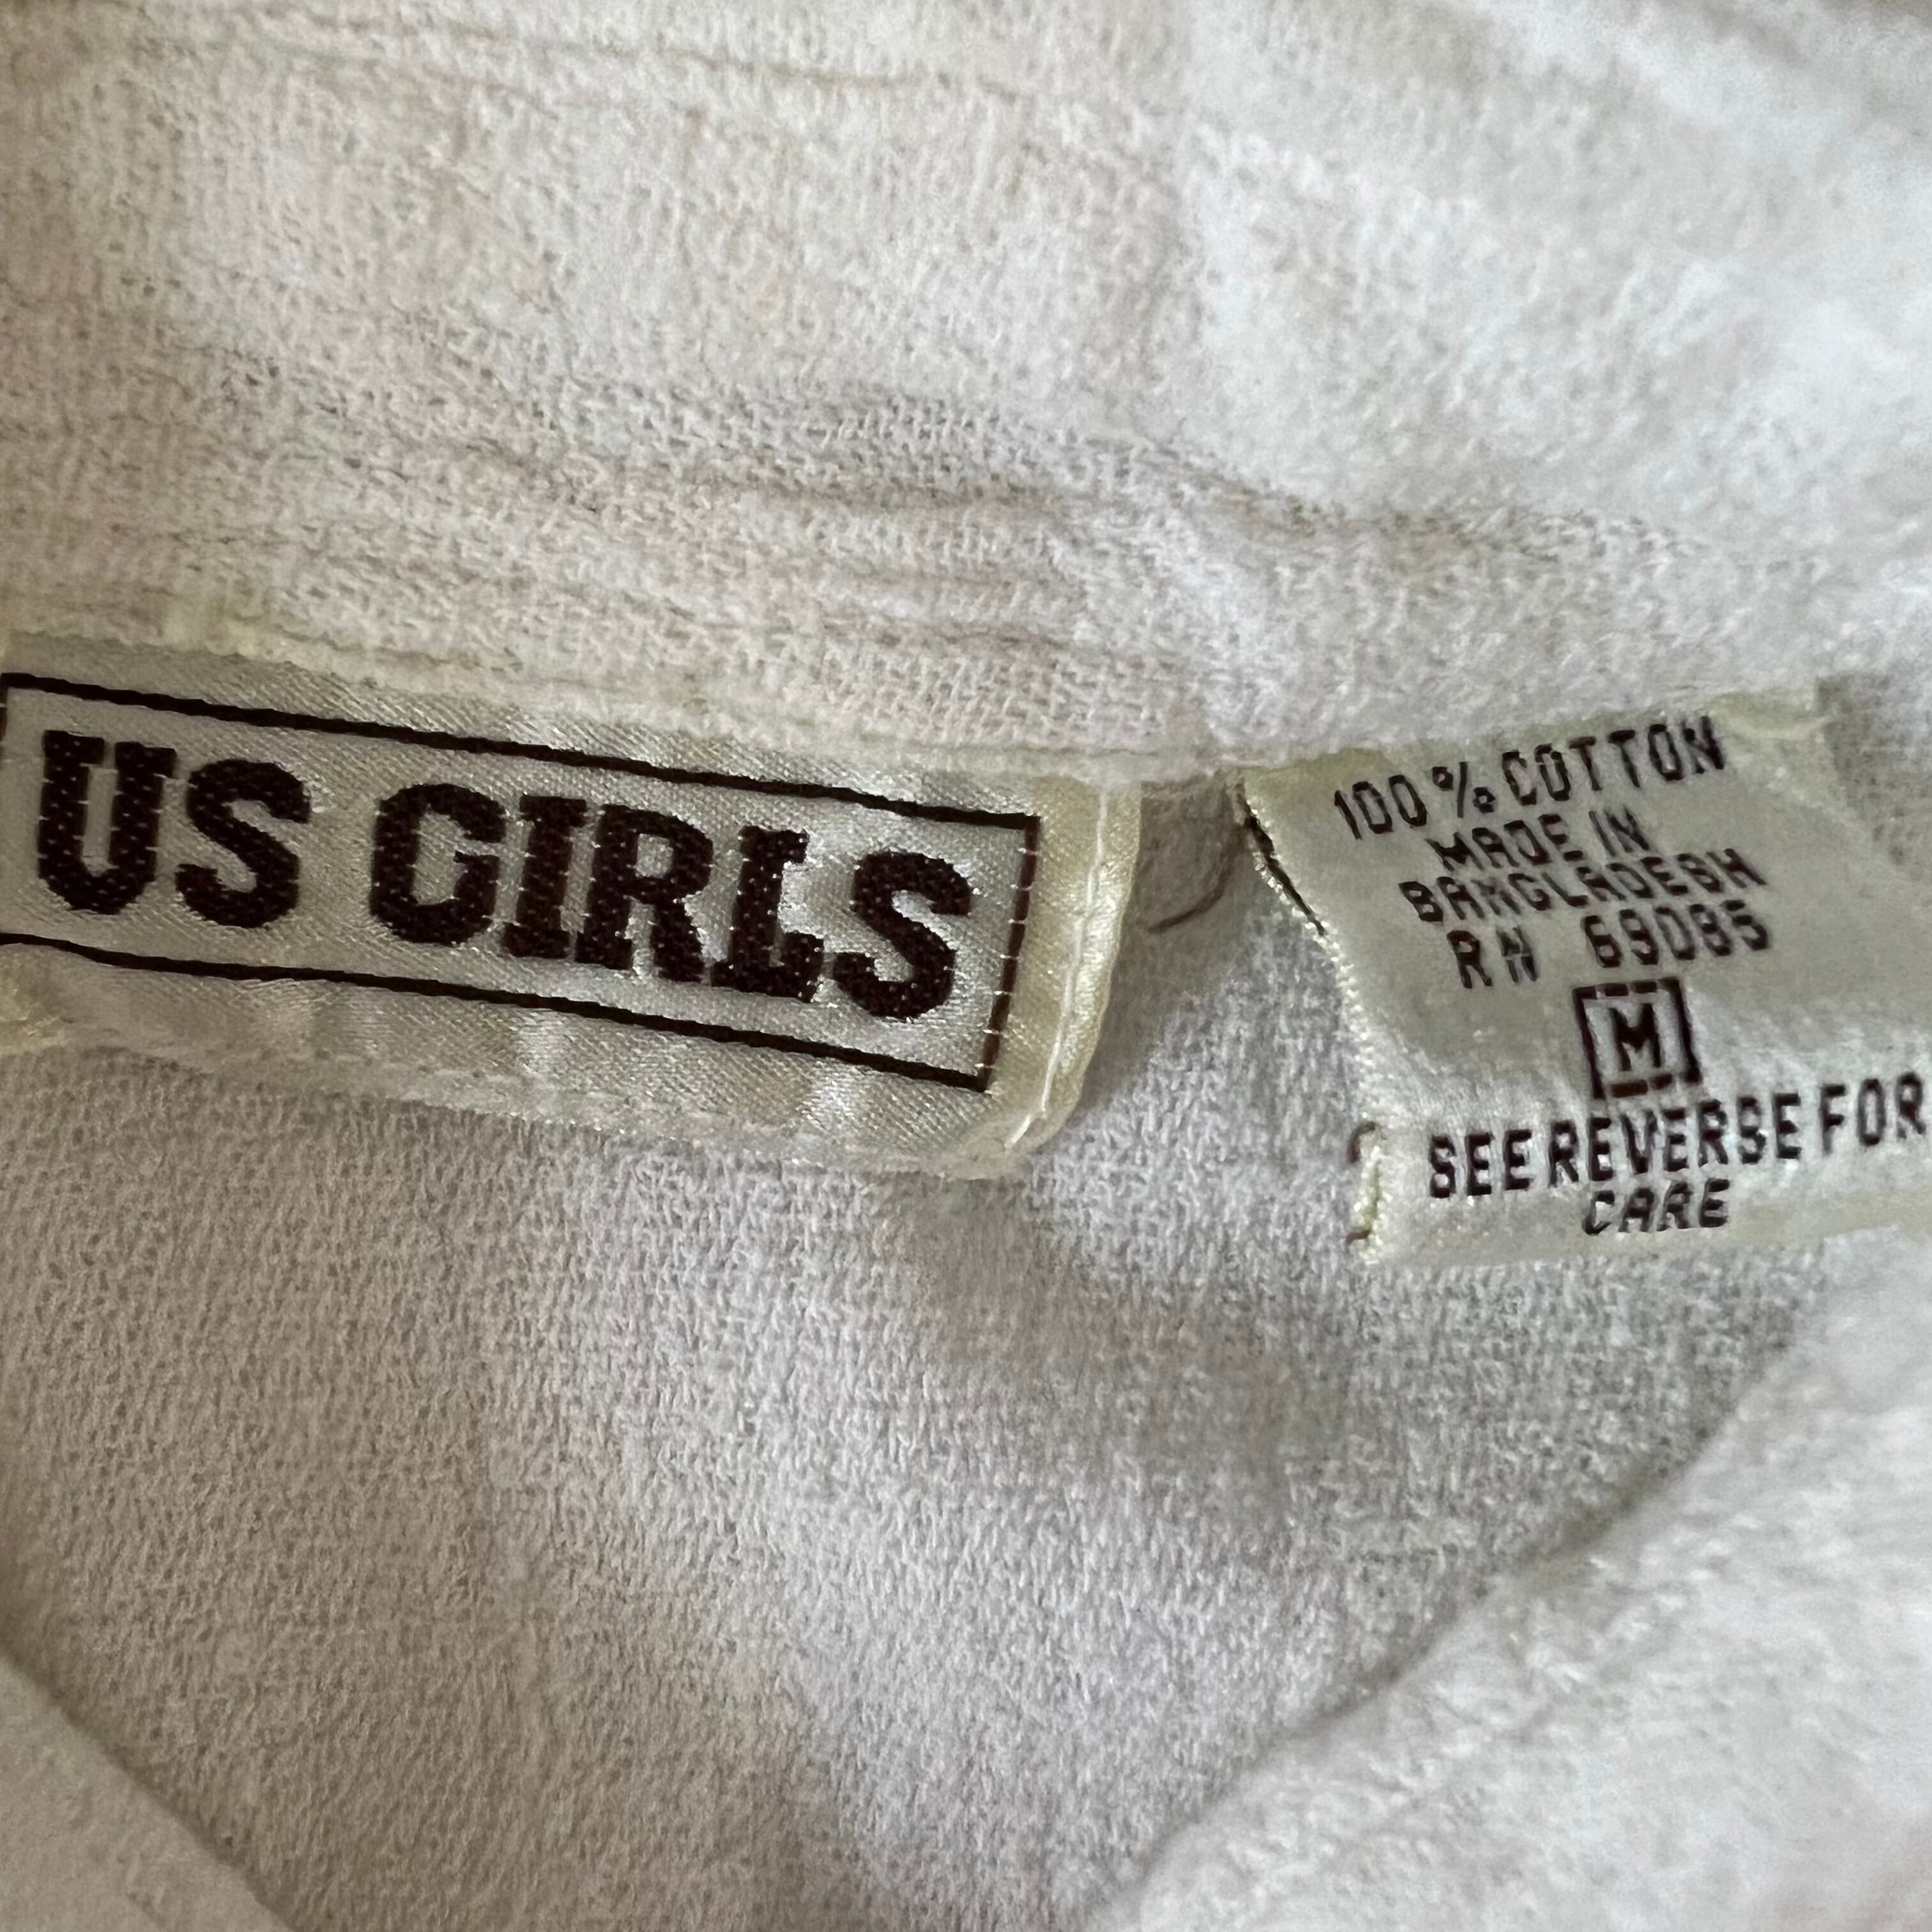 US GIRLS
100 % COTTON
MADE IN
BANGLADESH
RN 69085
M
SEE REVERSE FOR
CARE